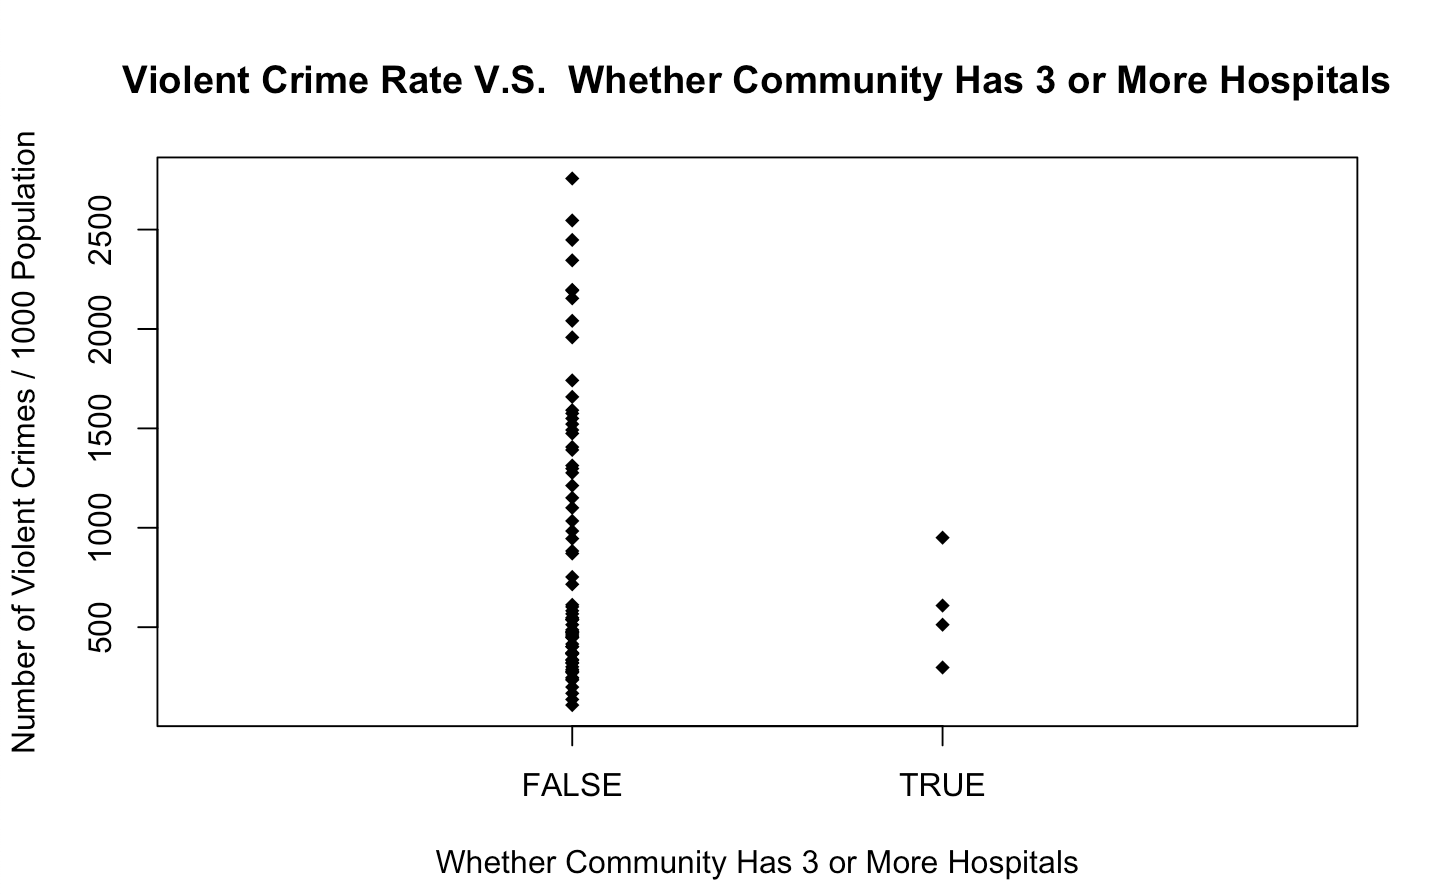 Violent Crime Rate V.S.  Whether Community Has 3 or More Hospitals
Number of Violent Crimes / 1000 Population
2500
2000
1500
1000
500
FALSE TRUE
Whether Community Has 3 or More Hospitals